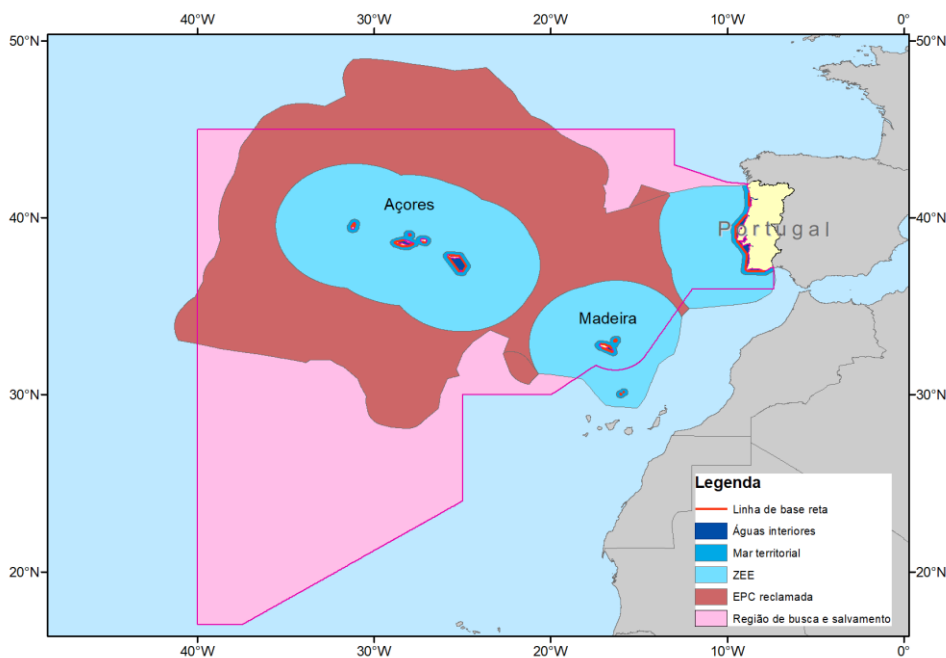 40°W 30°W 20°W 10°W 0°
50°N 50°N
Açores
40°N 40°N
Portugal
Madeira
30°N 30°N
Legenda
Linha de base reta
Águas interiores
Mar territorial
20°N 20°N
ZEE
EPC reclamada
Região de busca e salvamento
40°W 30°W 20°W 10°W 0°